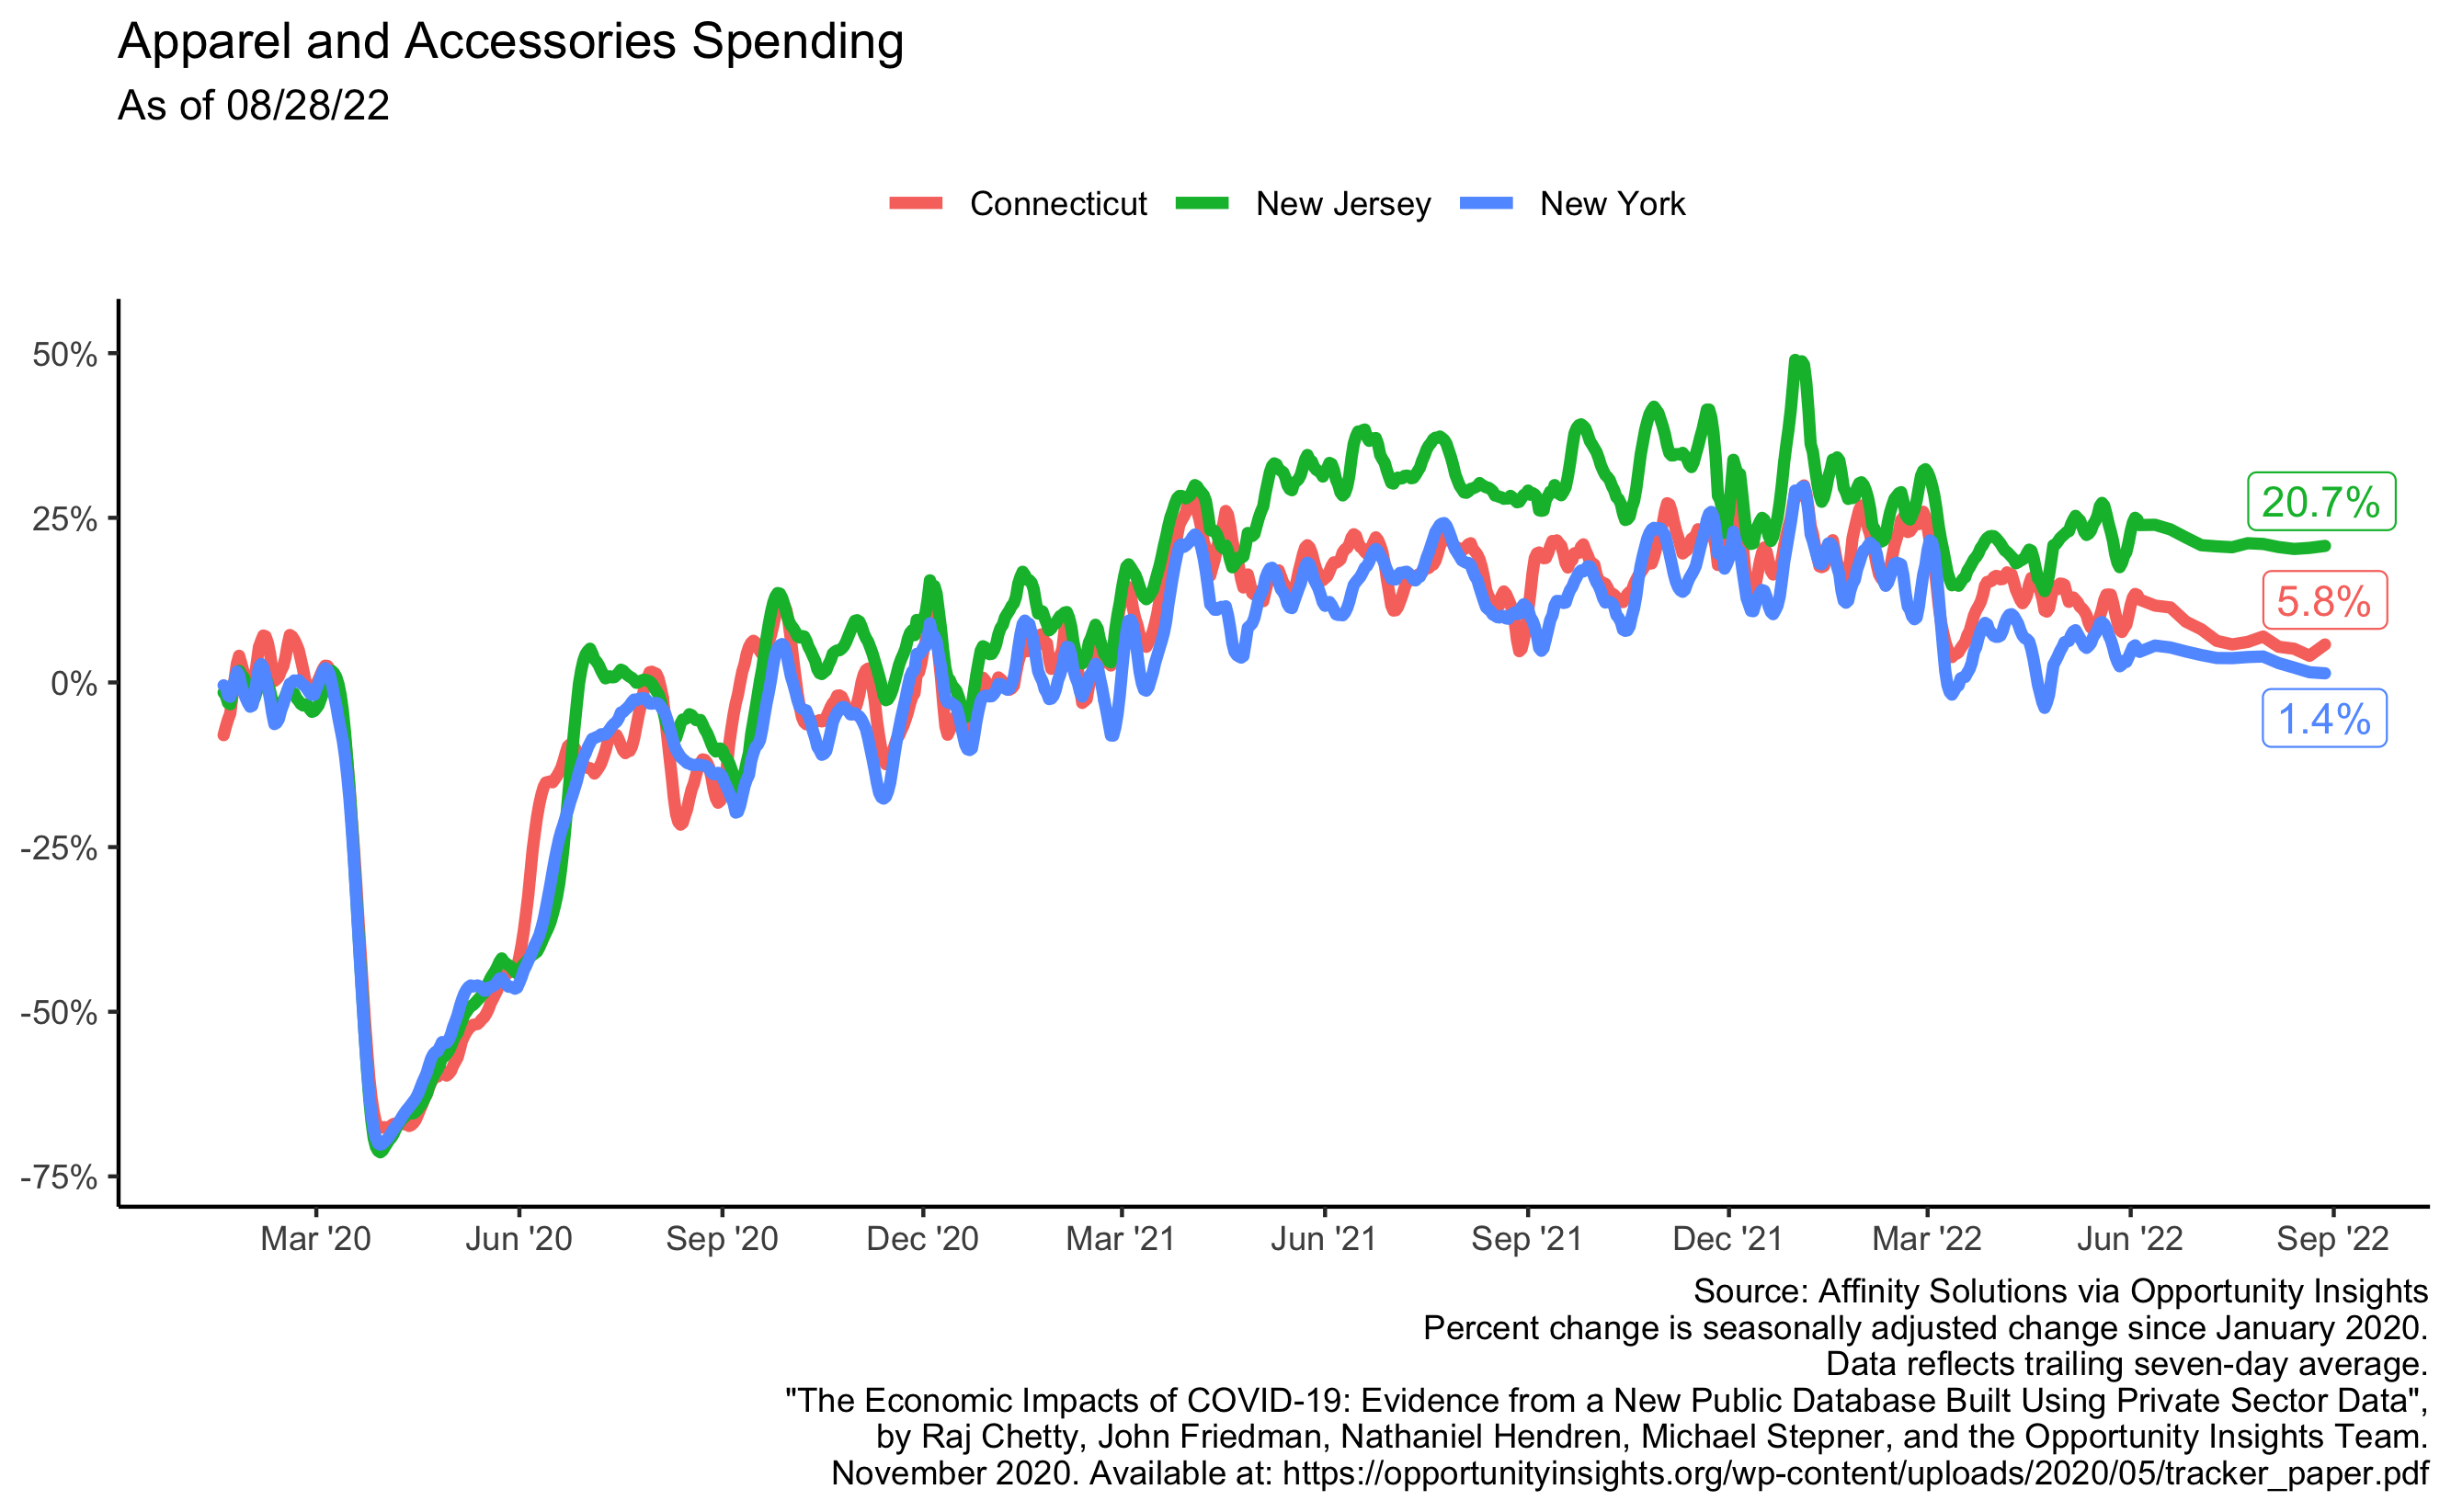 Apparel and Accessories Spending
As of 08/28/22
Connecticut New Jersey New York
50%
25%
0%
-25%
-50%
-75%
20.7%
5.8%
1.4%
Mar '20 Jun '20 Sep '20 Dec '20 Mar '21 Jun '21 Sep '21 Dec '21 Mar '22 Jun '22 Sep '22
Source: Affinity Solutions via Opportunity Insights
Percent change is seasonally adjusted change since January 2020.
Data reflects trailing seven-day average.
"The Economic Impacts of COVID-19: Evidence from a New Public Database Built Using Private Sector Data",
by Raj Chetty, John Friedman, Nathaniel Hendren, Michael Stepner, and the Opportunity Insights Team.
November 2020. Available at: https://opportunityinsights.org/wp-content/uploads/2020/05/tracker_paper.pdf